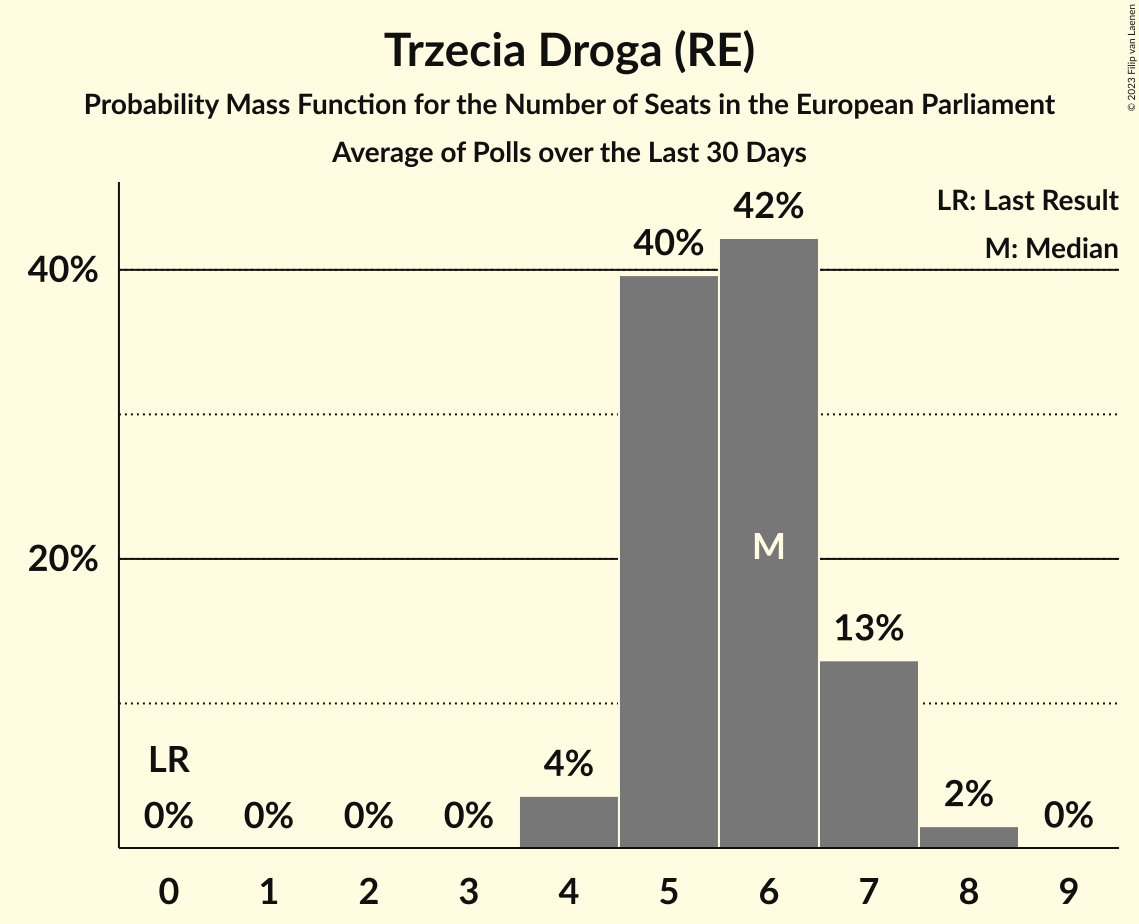 Trzecia Droga (RE)
Probability Mass Function for the Number of Seats in the European Parliament
Average of Polls over the Last 30 Days
© 2023 Filip van Laenen
LR: Last Result
M: Median
42%
40%
40%
M
20%
13%
LR
4%
2%
0% 0% 0% 0% 0%
0 1 2 3 4 5 6 7 8 9